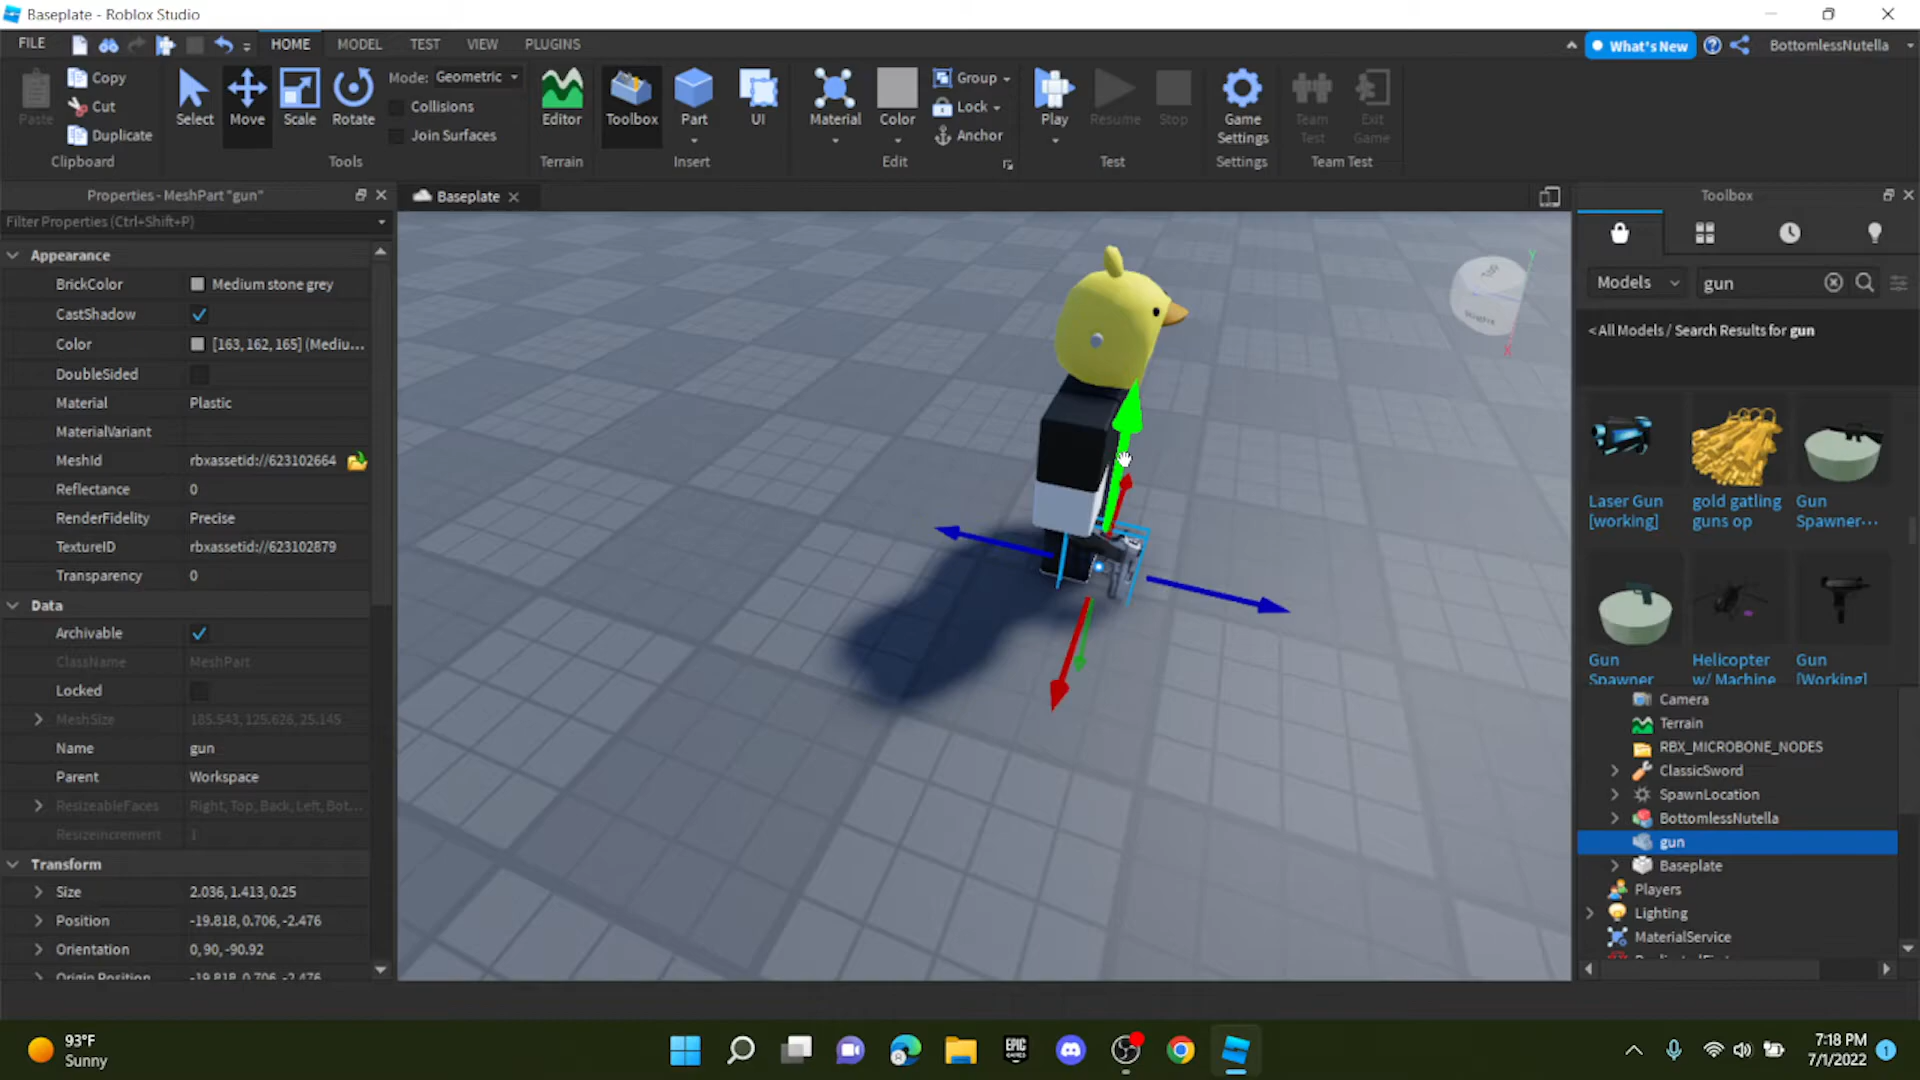 Baseplate - Roblox Studio
FILE
HOME
MODEL
TEST
VIEW
PLUGINS
What's New
BottomlessNutella
Paste
Copy
Cut
Duplicate
Clipboard
Select
Move
Scale
Rotate
Mode: Geometric
Collisions
Join Surfaces
Tools
Editor
Terrain
Toolbox
Part
UI
Insert
Material
Color
Group
Lock
Anchor
Edit
Play
Resume
Stop
Test
Game Settings
Settings
Team Test
Exit Game
Team Test
Properties - MeshPart "gun"
Filter Properties (Ctrl+Shift+P)
Appearance
BrickColor Medium stone grey
CastShadow
Color [163, 162, 165] (Mediu...
DoubleSided
Material Plastic
MaterialVariant
MeshId rbxassetid://623102664
Reflectance 0
RenderFidelity Precise
TextureID rbxassetid://623102879
Transparency 0
Data
Archivable
ClassName MeshPart
Locked
MeshSize 185.543, 125.626, 25.145
Name gun
Parent Workspace
ResizeableFaces Right, Top, Back, Left, Bot...
ResizeIncrement 1
Transform
Size 2.036, 1.413, 0.25
Position -19.818, 0.706, -2.476
Orientation 0, 90, -90.92
Origin Position -19.818, 0.706, -2.476
Baseplate
Y
X
Toolbox
Models
gun
< All Models / Search Results for gun
Laser Gun [working]
gold gatling guns op
Gun Spawner...
Gun Spawner
Helicopter w/ Machine
Gun [Working]
Camera
Terrain
RBX_MICROBONE_NODES
ClassicSword
SpawnLocation
BottomlessNutella
gun
Baseplate
Players
Lighting
MaterialService
93°F
Sunny
EPIC GAMES
7:18 PM
7/1/2022
1